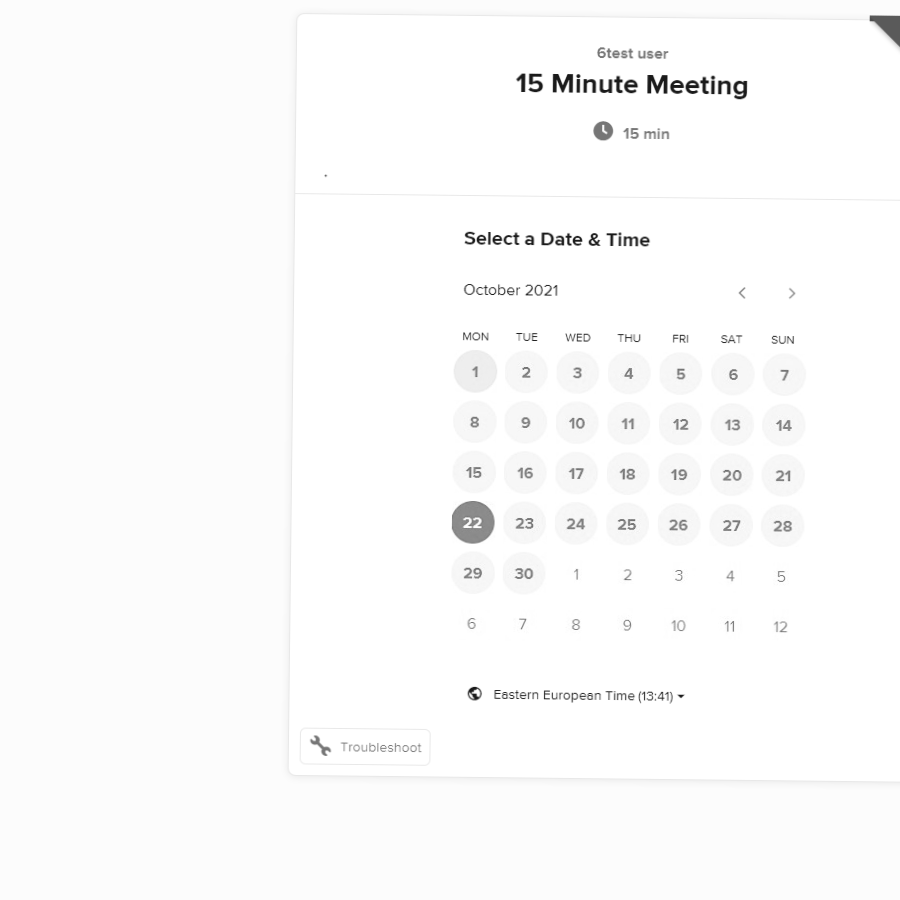 6test user
15 Minute Meeting
15 min
.
Select a Date & Time
October 2021
MON TUE WED THU FRI SAT SUN
1 2 3 4 5 6 7
8 9 10 11 12 13 14
15 16 17 18 19 20 21
22 23 24 25 26 27 28
29 30 1 2 3 4 5
6 7 8 9 10 11 12
Eastern European Time (13:41)
Troubleshoot